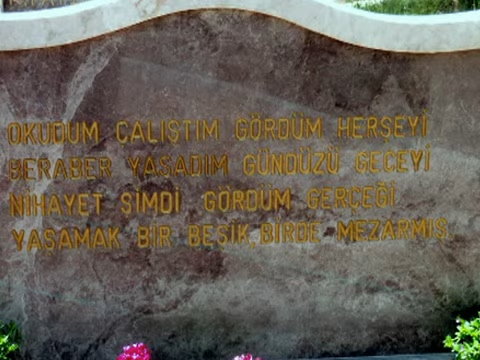 OKUDUM ÇALIŞTIM GÖRDÜM HERŞEYİ
BERABER YAŞADIM GÜNDÜZÜ GECEYİ
NİHAYET ŞİMDİ GÖRDÜM GERÇEĞİ
YAŞAMAK BİR BEŞİK, BİRDE MEZARMIŞ.